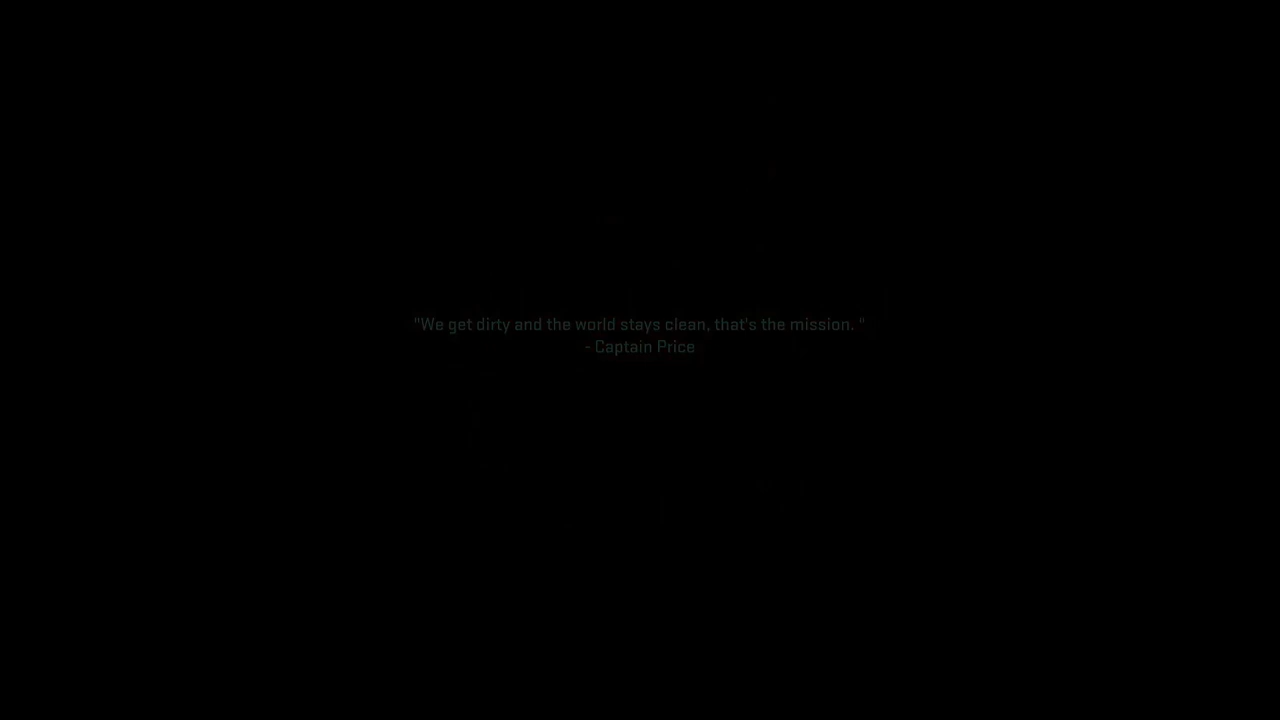 "We get dirty and the world stays clean, that's the mission. "
- Captain Price